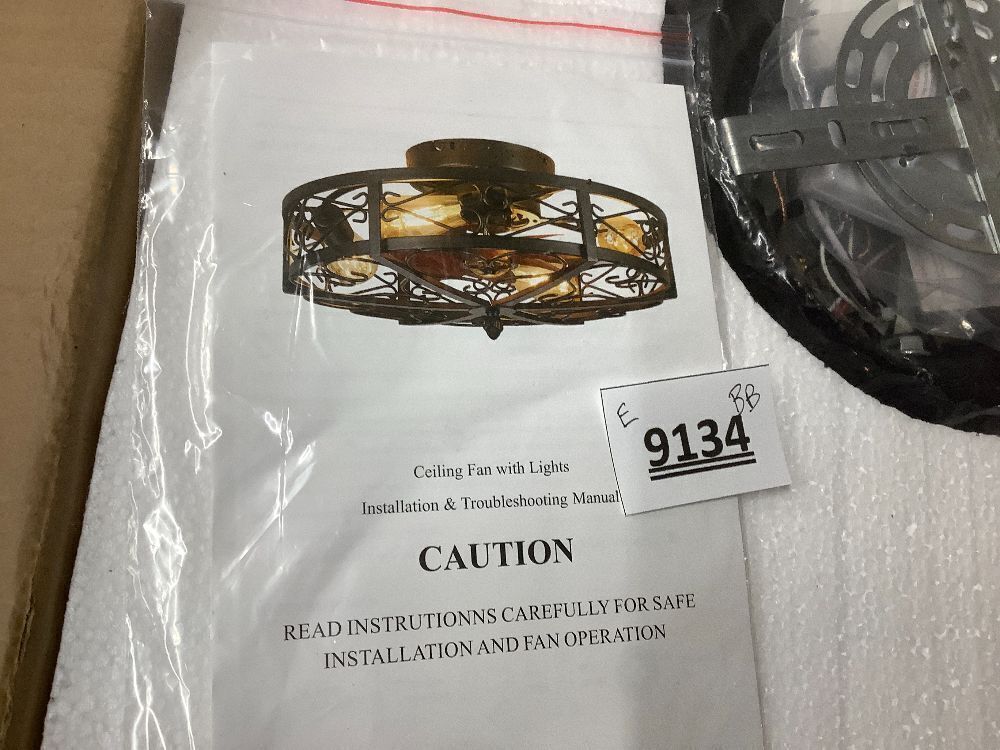 E
BB
9134
Ceiling Fan with Lights
Installation & Troubleshooting Manual
CAUTION
READ INSTRUTIONNS CAREFULLY FOR SAFE
INSTALLATION AND FAN OPERATION